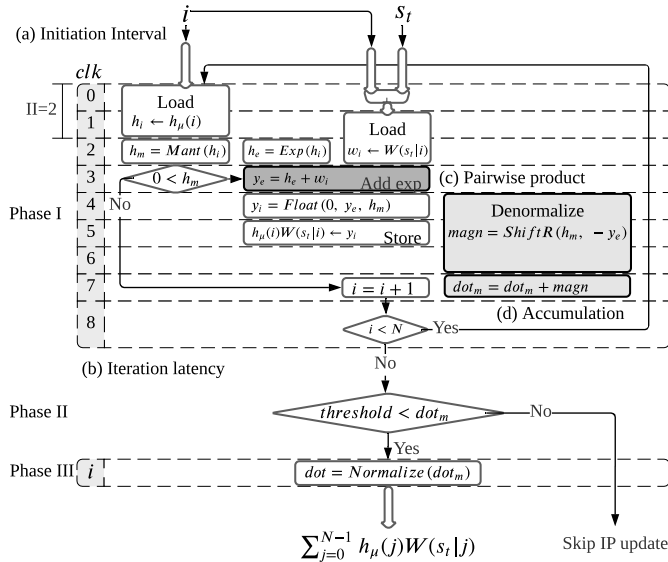 i
s_t
(a) Initiation Interval
clk
0
Load
II=2
h_i ← h_μ(i)
1
Load
w_i ← W(s_t|i)
2
h_m = Mant(h_i)
h_e = Exp(h_i)
3
0 < h_m
y_e = h_e + w_i
Add exp
(c) Pairwise product
No
4
y_i = Float(0, y_e, h_m)
Denormalize
Phase I
magn = ShiftR(h_m, − y_e)
5
h_μ(i)W(s_t|i) ← y_i
Store
6
7
i = i + 1
dot_m = dot_m + magn
(d) Accumulation
8
i < N
Yes
(b) Iteration latency
No
Phase II
threshold < dot_m
No
Yes
Phase III
i
dot = Normalize(dot_m)
∑_{j=0}^{N−1} h_μ(j)W(s_t|j)
Skip IP update